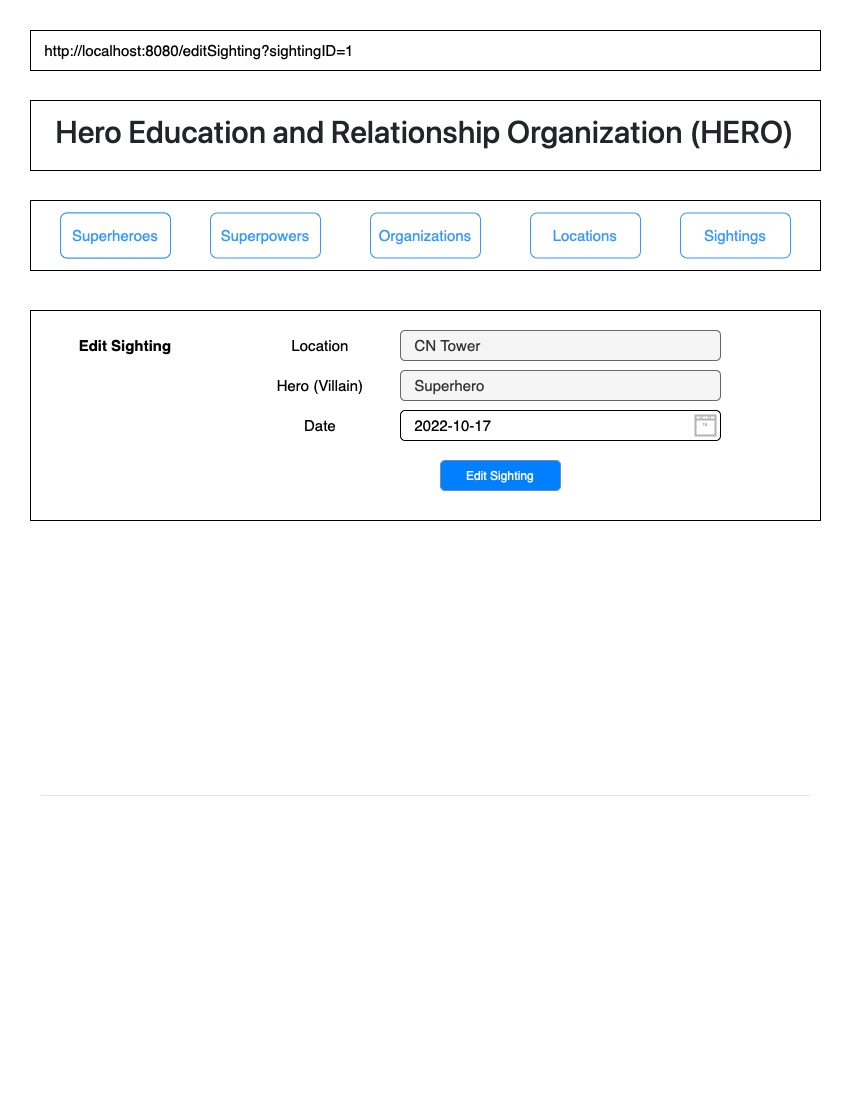 http://localhost:8080/editSighting?sightingID=1
Hero Education and Relationship Organization (HERO)
Superheroes Superpowers Organizations Locations Sightings
Edit Sighting Location CN Tower
Hero (Villain) Superhero
Date 2022-10-17
Edit Sighting